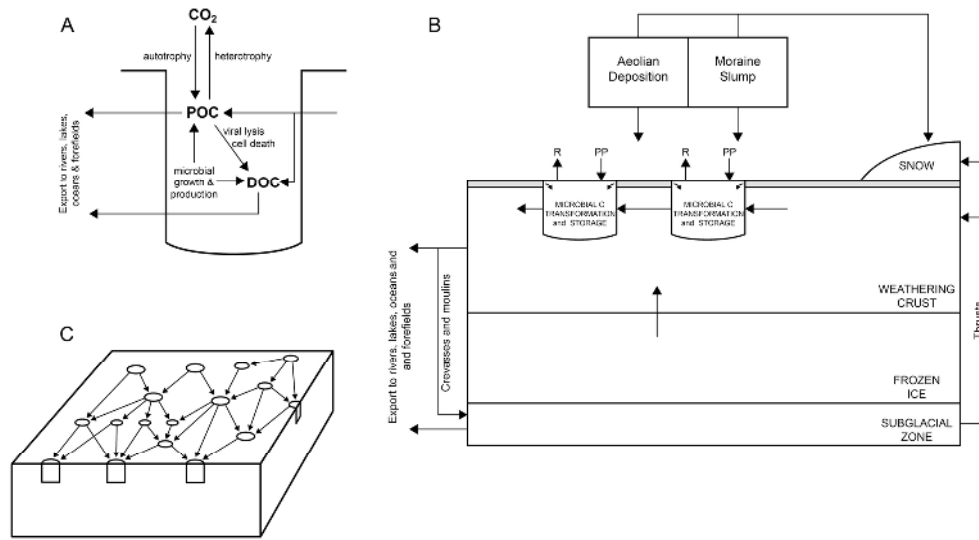 A
CO2
autotrophy
heterotrophy
POC
viral lysis
cell death
microbial
growth &
production
DOC
Export to rivers, lakes,
oceans & forefields
B
Aeolian
Deposition
Moraine
Slump
R
PP
R
PP
SNOW
MICROBIAL C
TRANSFORMATION
and STORAGE
MICROBIAL C
TRANSFORMATION
and STORAGE
WEATHERING
CRUST
FROZEN
ICE
SUBGLACIAL
ZONE
Export to rivers, lakes, oceans and
and forefields
Crevasses and moulins
Thrusts
C